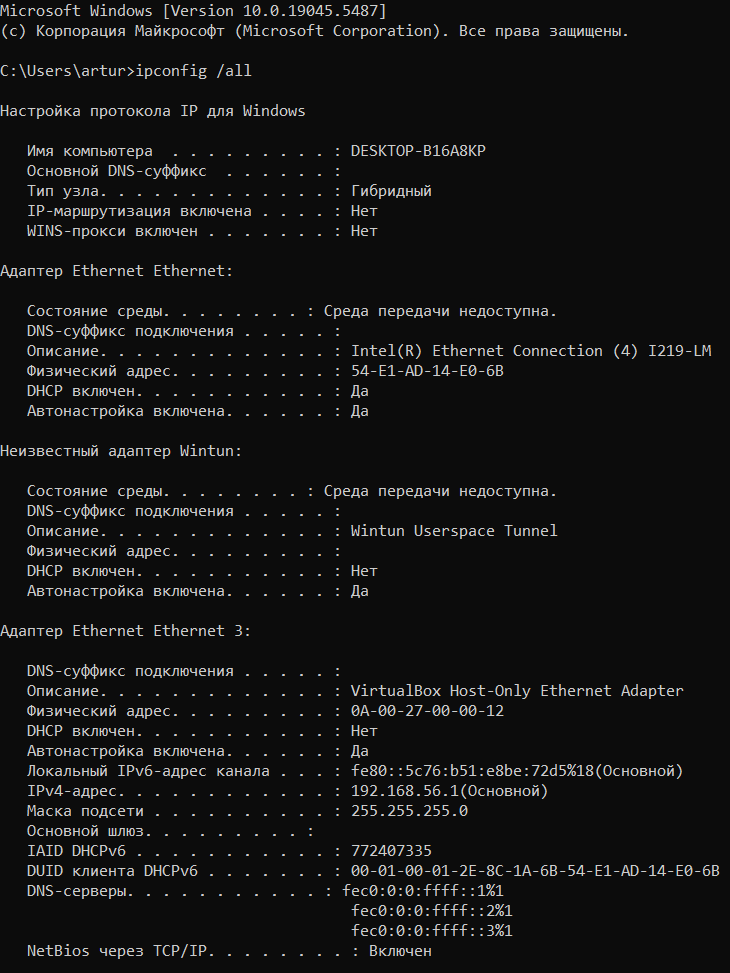 Microsoft Windows [Version 10.0.19045.5487]
(c) Корпорация Майкрософт (Microsoft Corporation). Все права защищены.
C:\Users\artur>ipconfig /all
Настройка протокола IP для Windows
Имя компьютера  . . . . . . . . . : DESKTOP-B16A8KP
Основной DNS-суффикс  . . . . . . :
Тип узла. . . . . . . . . . . . . : Гибридный
IP-маршрутизация включена . . . . : Нет
WINS-прокси включен . . . . . . . : Нет
Адаптер Ethernet Ethernet:
Состояние среды. . . . . . . . : Среда передачи недоступна.
DNS-суффикс подключения . . . . . :
Описание. . . . . . . . . . . . . : Intel(R) Ethernet Connection (4) I219-LM
Физический адрес. . . . . . . . . : 54-E1-AD-14-E0-6B
DHCP включен. . . . . . . . . . . : Да
Автонастройка включена. . . . . . : Да
Неизвестный адаптер Wintun:
Состояние среды. . . . . . . . : Среда передачи недоступна.
DNS-суффикс подключения . . . . . :
Описание. . . . . . . . . . . . . : Wintun Userspace Tunnel
Физический адрес. . . . . . . . . :
DHCP включен. . . . . . . . . . . : Нет
Автонастройка включена. . . . . . : Да
Адаптер Ethernet Ethernet 3:
DNS-суффикс подключения . . . . . :
Описание. . . . . . . . . . . . . : VirtualBox Host-Only Ethernet Adapter
Физический адрес. . . . . . . . . : 0A-00-27-00-00-12
DHCP включен. . . . . . . . . . . : Нет
Автонастройка включена. . . . . . : Да
Локальный IPv6-адрес канала . . . : fe80::5c76:b51:e8be:72d5%18(Основной)
IPv4-адрес. . . . . . . . . . . . : 192.168.56.1(Основной)
Маска подсети . . . . . . . . . . : 255.255.255.0
Основной шлюз. . . . . . . . . :
IAID DHCPv6 . . . . . . . . . . . : 772407335
DUID клиента DHCPv6 . . . . . . . : 00-01-00-01-2E-8C-1A-6B-54-E1-AD-14-E0-6B
DNS-серверы. . . . . . . . . . . : fec0:0:0:ffff::1%1
fec0:0:0:ffff::2%1
fec0:0:0:ffff::3%1
NetBios через TCP/IP. . . . . . . . : Включен